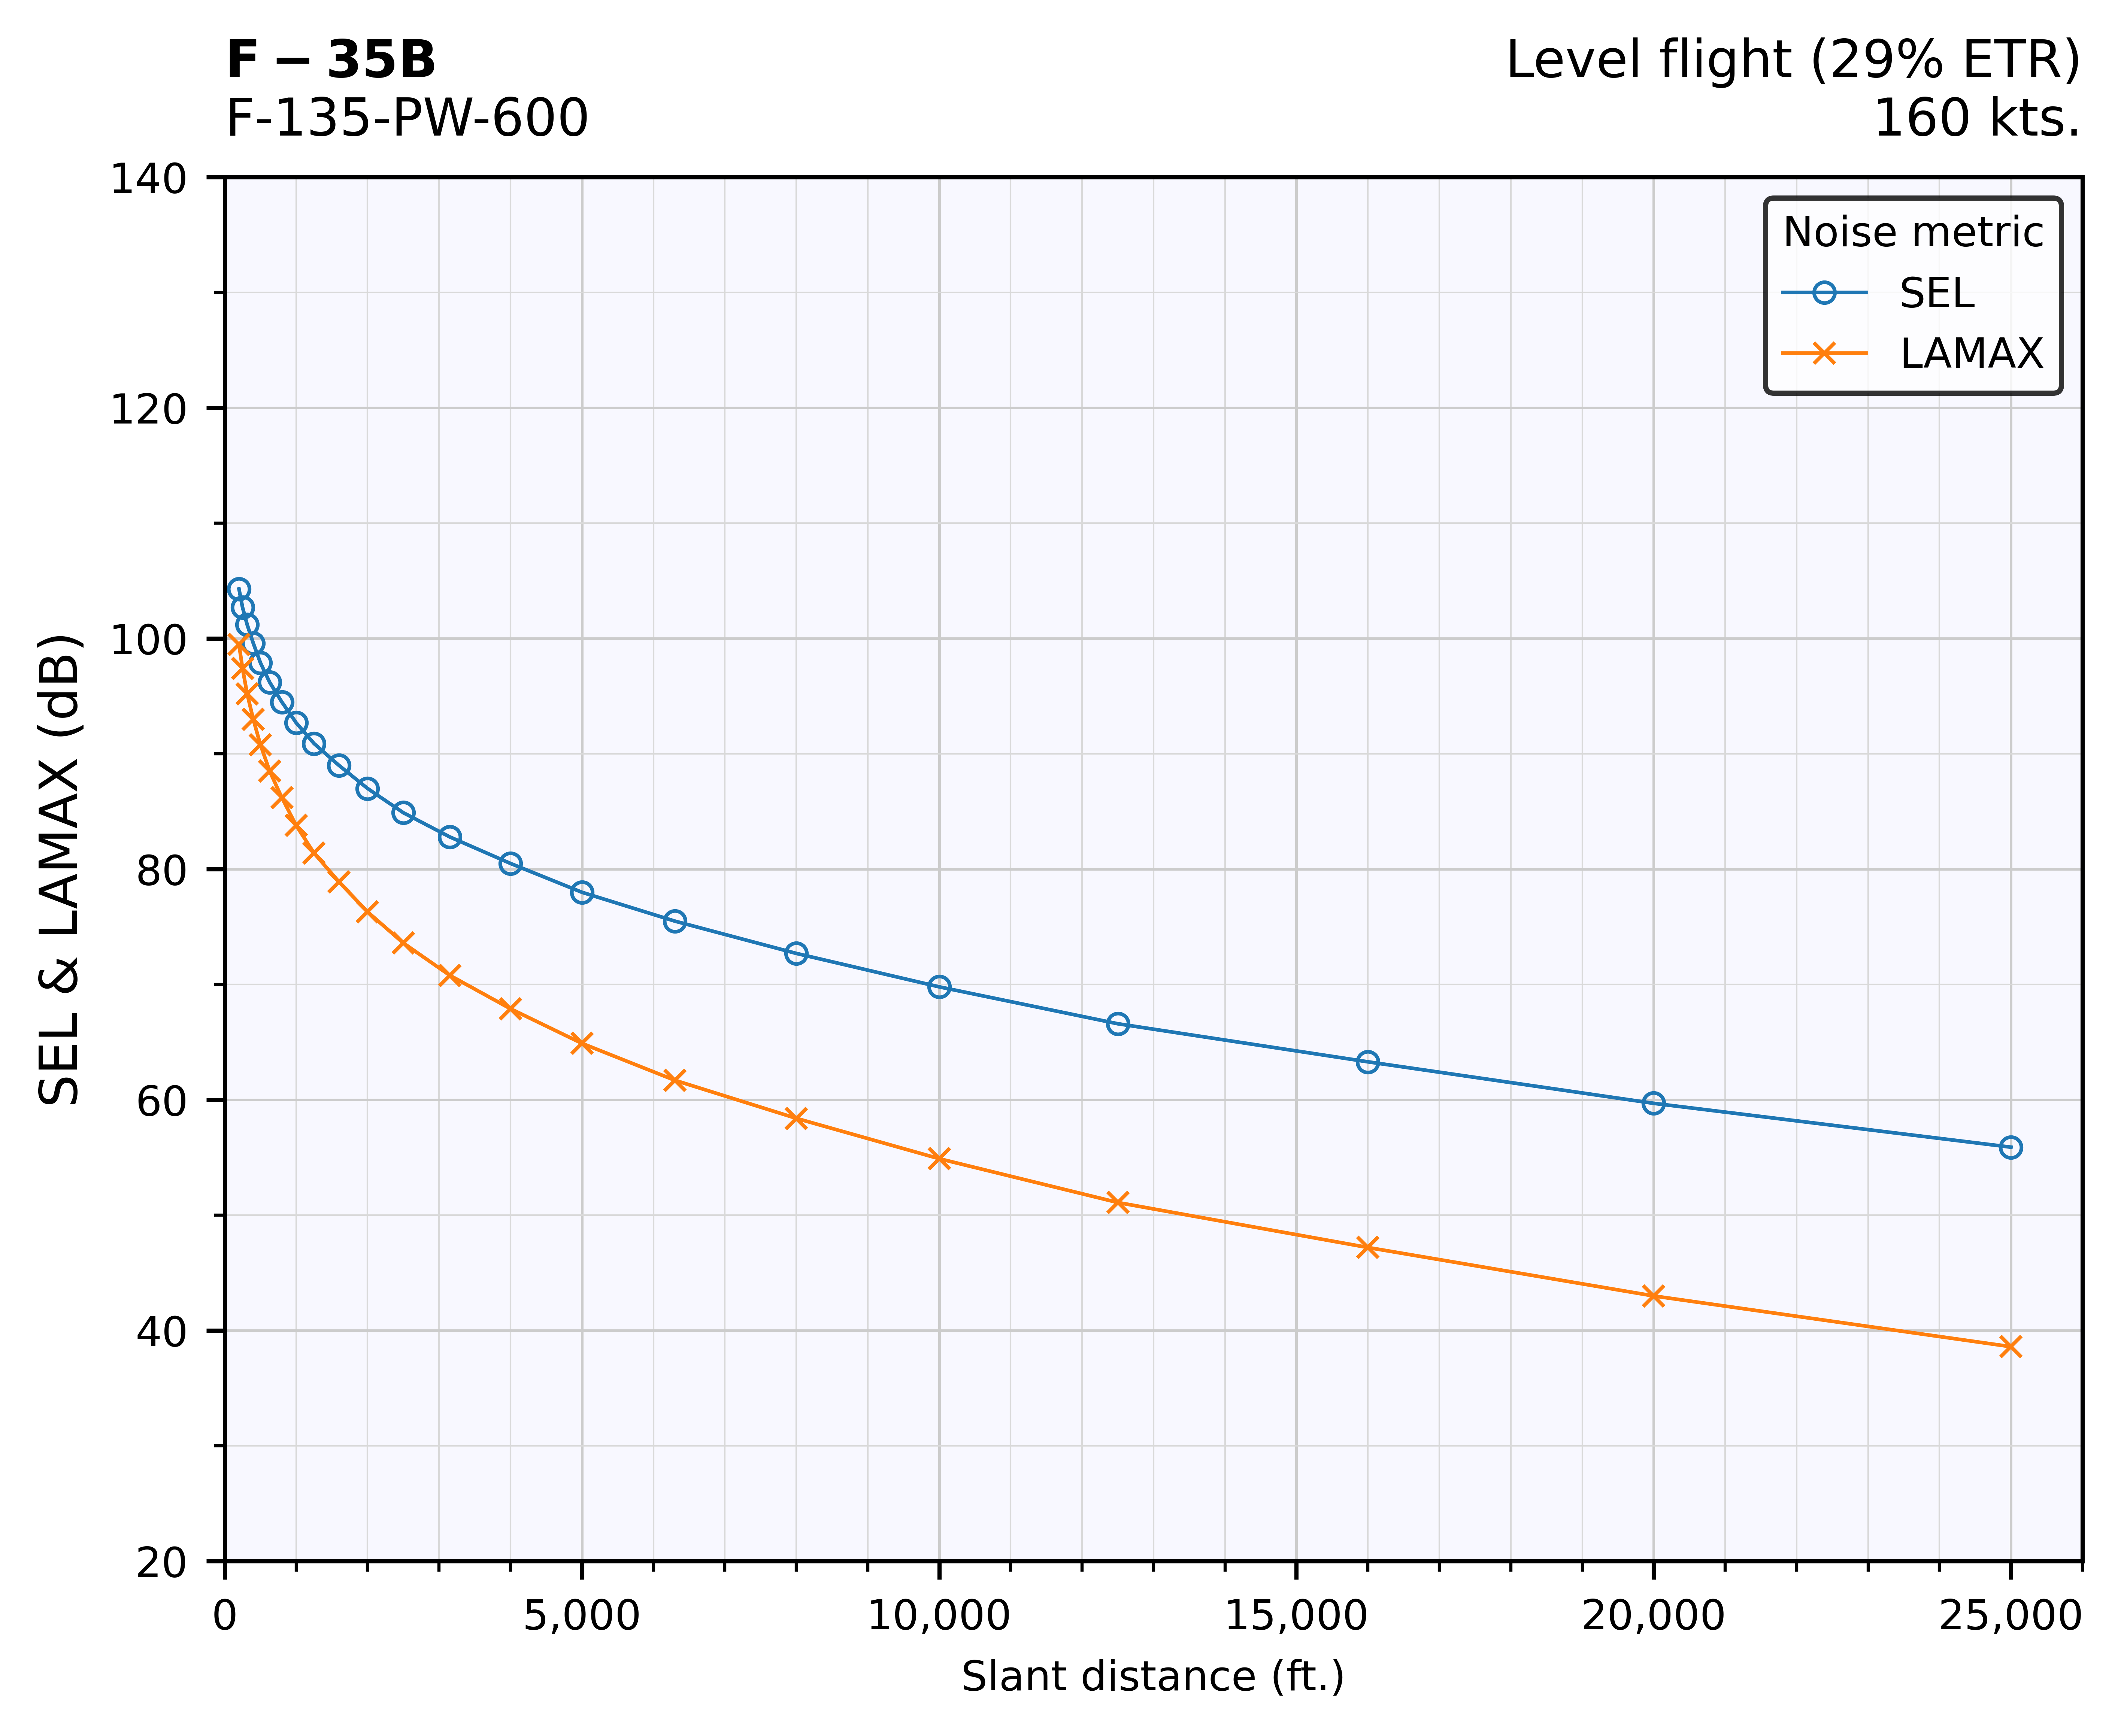 F − 35B
F-135-PW-600
Level flight (29% ETR)
160 kts.
Noise metric
SEL
LAMAX
SEL & LAMAX (dB)
140
120
100
80
60
40
20
0
5,000
10,000
15,000
20,000
25,000
Slant distance (ft.)